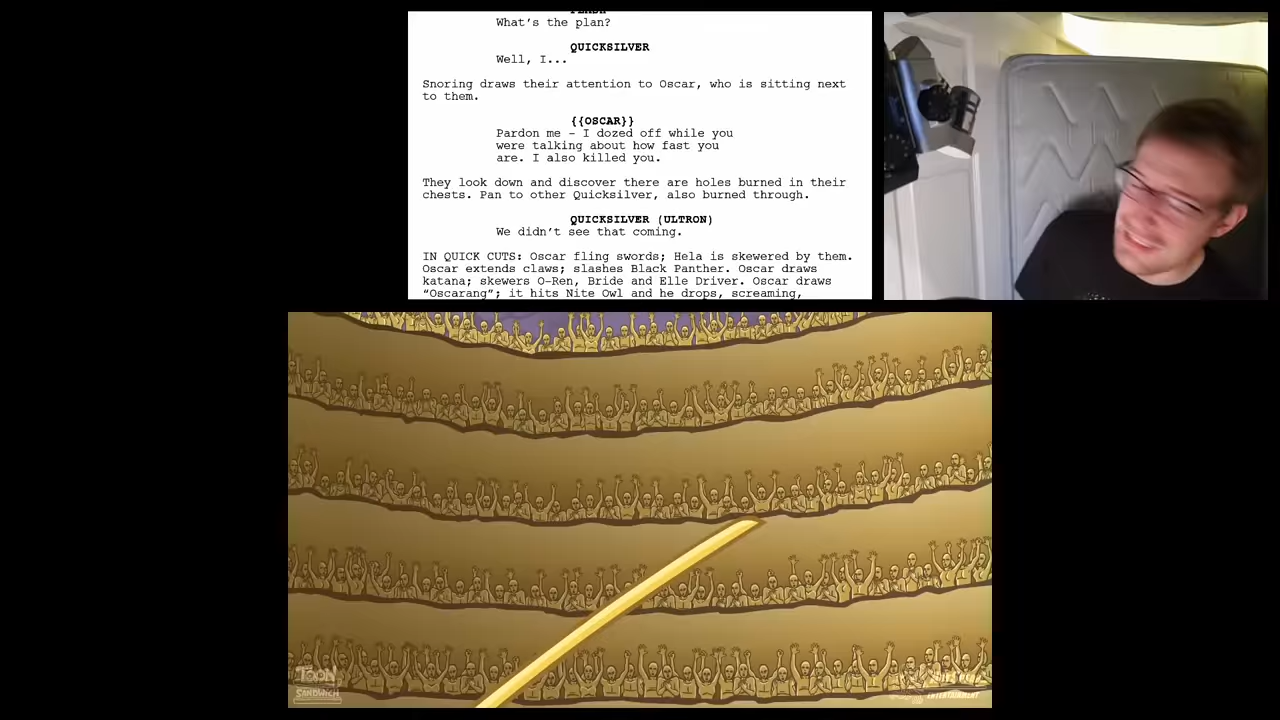 FLASH
What's the plan?
QUICKSILVER
Well, I...
Snoring draws their attention to Oscar, who is sitting next
to them.
{{OSCAR}}
Pardon me – I dozed off while you
were talking about how fast you
are. I also killed you.
They look down and discover there are holes burned in their
chests. Pan to other Quicksilver, also burned through.
QUICKSILVER (ULTRON)
We didn't see that coming.
IN QUICK CUTS: Oscar fling swords; Hela is skewered by them.
Oscar extends claws; slashes Black Panther. Oscar draws
katana; skewers O-Ren, Bride and Elle Driver. Oscar draws
“Oscarang”; it hits Nite Owl and he drops, screaming,
TOON
SANDWICH
ENTERTAINMENT